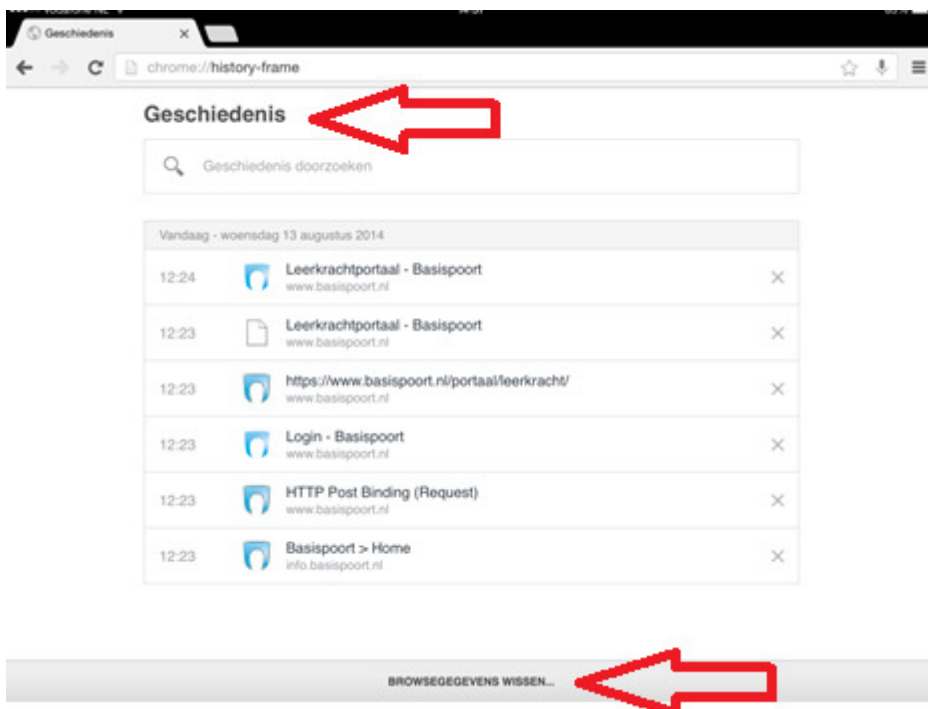 Geschiedenis
chrome://history-frame
Geschiedenis
Geschiedenis doorzoeken
Vandaag - woensdag 13 augustus 2014
12:24 Leerkrachtportaal - Basispoort
www.basispoort.nl
12:23 Leerkrachtportaal - Basispoort
www.basispoort.nl
12:23 https://www.basispoort.nl/portaal/leerkracht/
www.basispoort.nl
12:23 Login - Basispoort
www.basispoort.nl
12:23 HTTP Post Binding (Request)
www.basispoort.nl
12:23 Basispoort > Home
info.basispoort.nl
BROWSEGEGEVENS WISSEN...